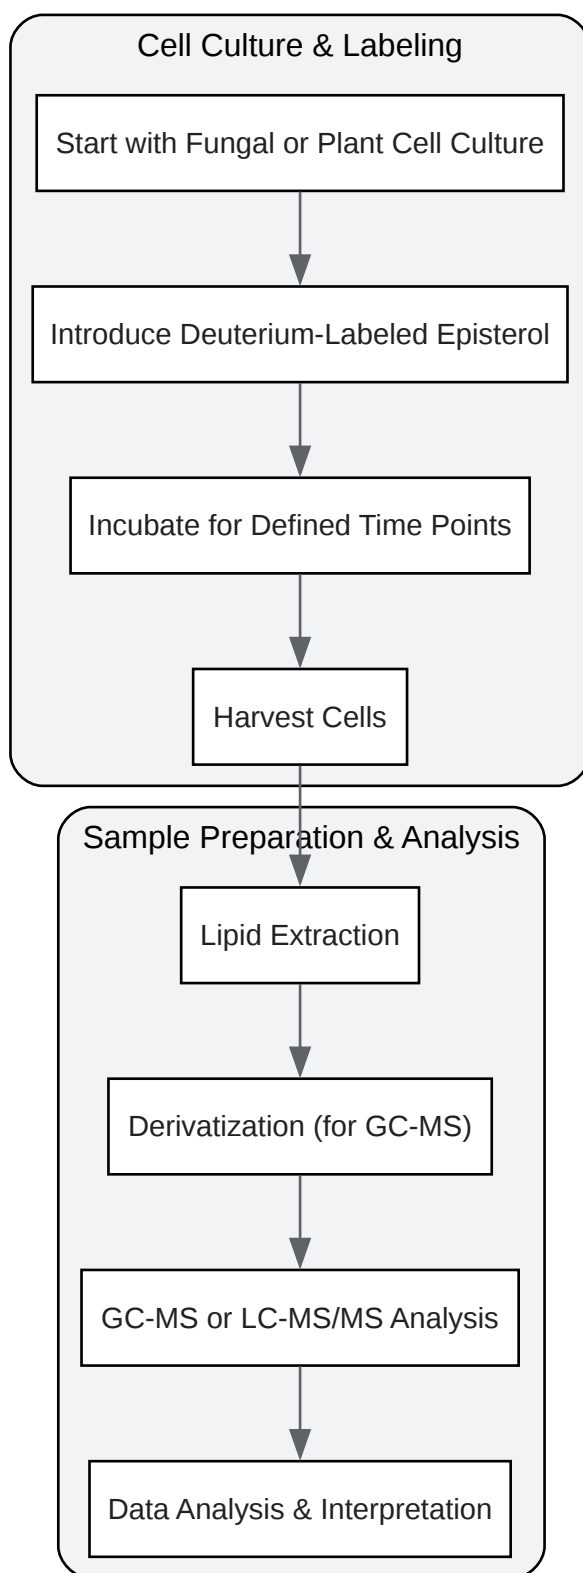 Cell Culture & Labeling
Start with Fungal or Plant Cell Culture
Introduce Deuterium-Labeled Episterol
Incubate for Defined Time Points
Harvest Cells
Sample Preparation & Analysis
Lipid Extraction
Derivatization (for GC-MS)
GC-MS or LC-MS/MS Analysis
Data Analysis & Interpretation